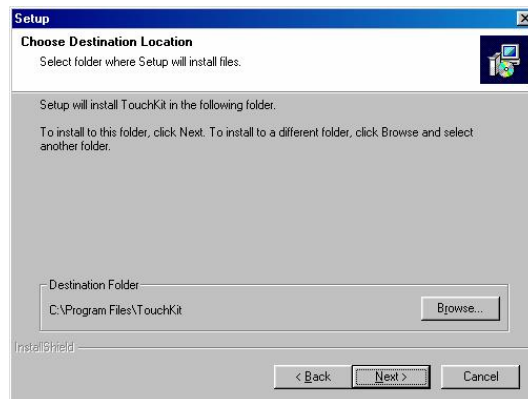 Setup
Choose Destination Location
Select folder where Setup will install files.
Setup will install TouchKit in the following folder.
To install to this folder, click Next. To install to a different folder, click Browse and select
another folder.
Destination Folder
C:\Program Files\TouchKit
Browse...
InstallShield
< Back
Next >
Cancel